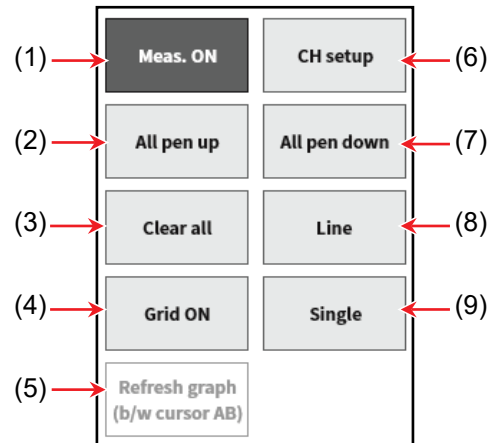 (1) Meas. ON CH setup (6)
(2) All pen up All pen down (7)
(3) Clear all Line (8)
(4) Grid ON Single (9)
(5) Refresh graph
(b/w cursor AB)